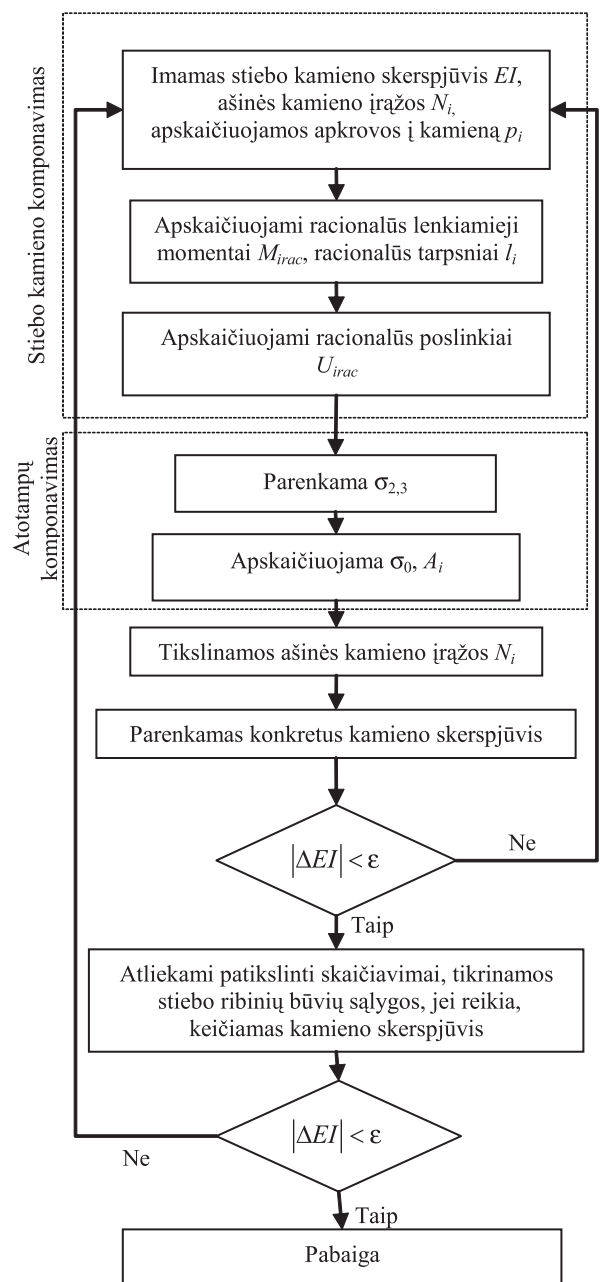 Stiebo kamieno komponavimas
Imamas stiebo kamieno skerspjūvis EI,
ašinės kamieno įrąžos Ni,
apskaičiuojamos apkrovos į kamieną pi
Apskaičiuojami racionalūs lenkiamieji
momentai Mirac, racionalūs tarpsniai li
Apskaičiuojami racionalūs poslinkiai
Uirac
Atotampų
komponavimas
Parenkama σ2,3
Apskaičiuojama σ0, Ai
Tikslinamos ašinės kamieno įrąžos Ni
Parenkamas konkretus kamieno skerspjūvis
|ΔEI| < ε
Ne
Taip
Atliekami patikslinti skaičiavimai, tikrinamos
stiebo ribinių būvių sąlygos, jei reikia,
keičiamas kamieno skerspjūvis
|ΔEI| < ε
Ne
Taip
Pabaiga